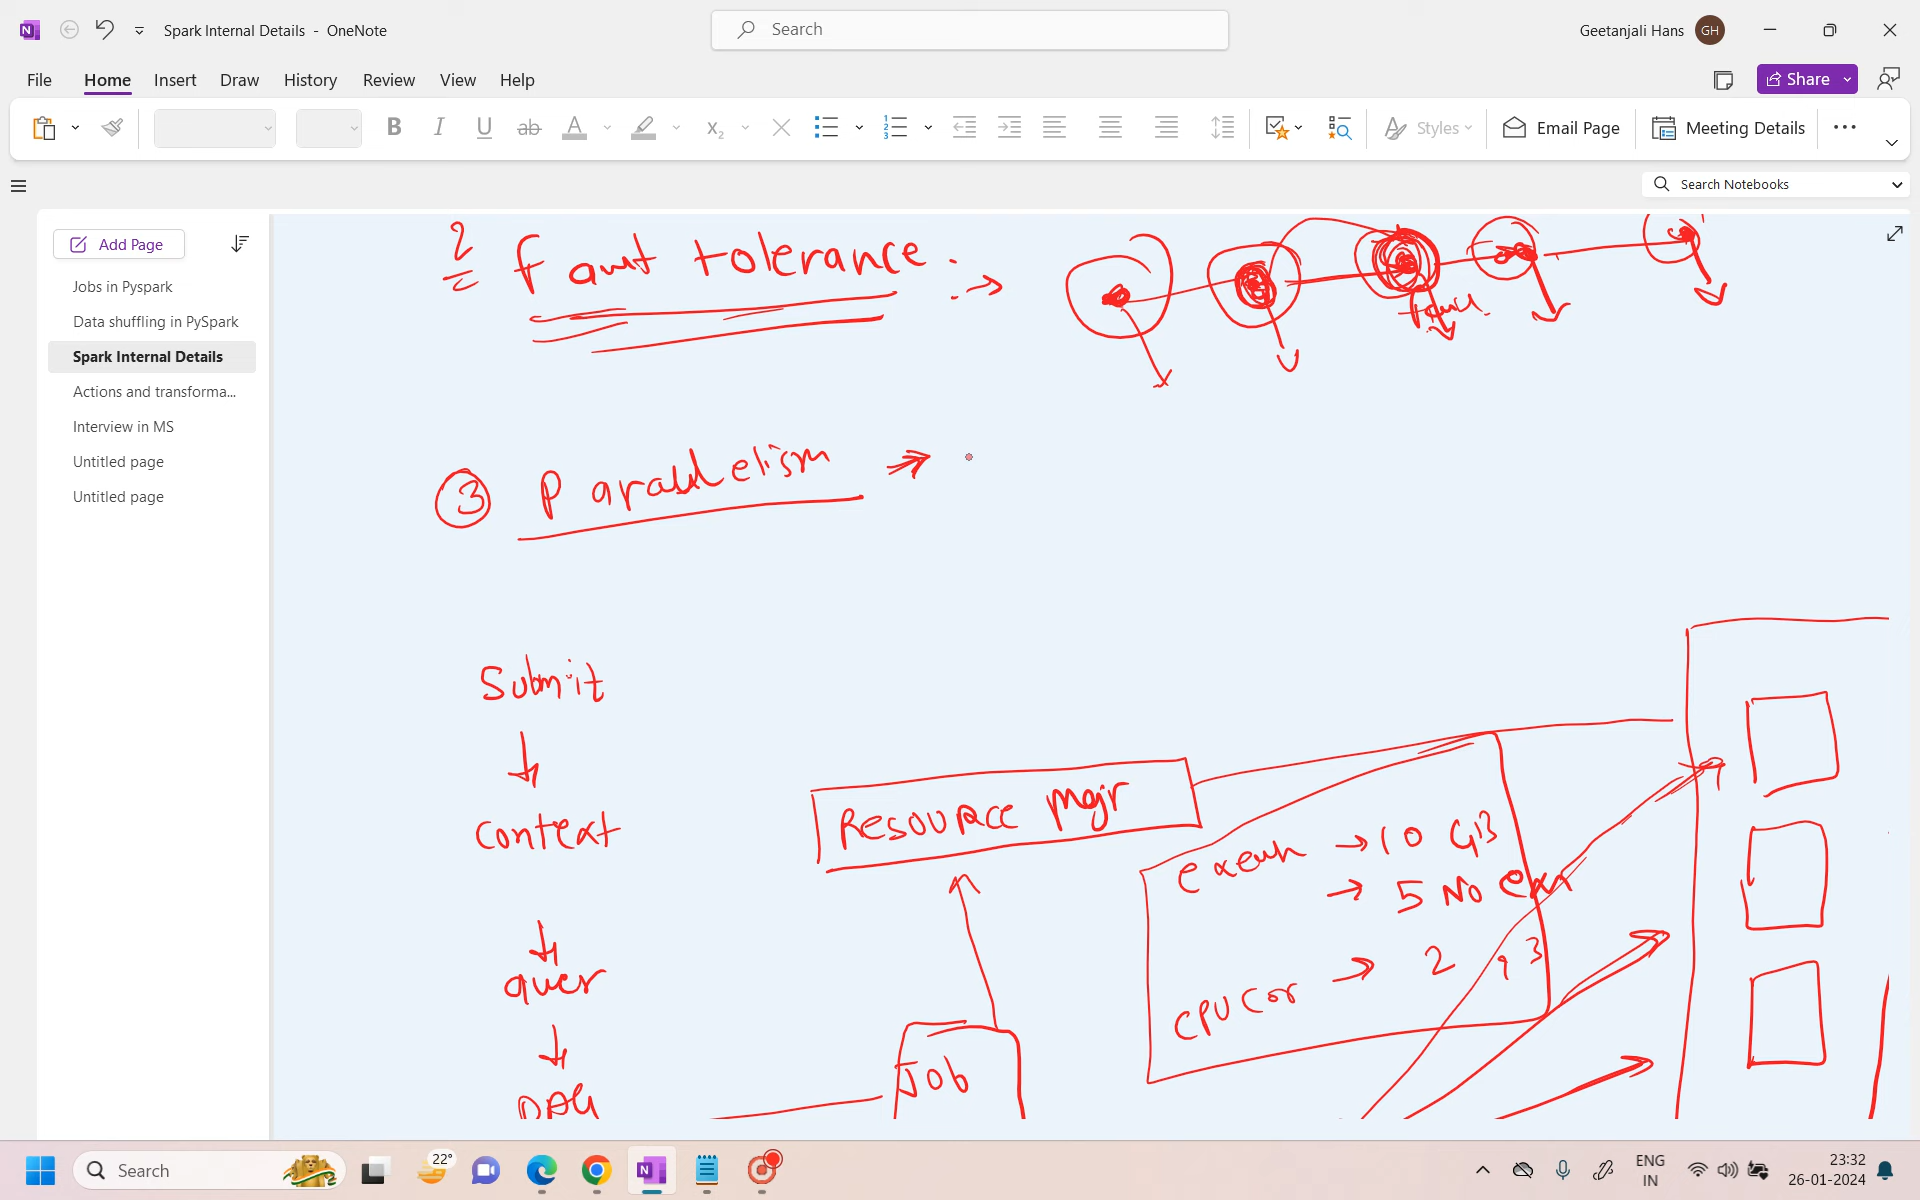 Spark Internal Details - OneNote
Search
Geetanjali Hans
GH
File Home Insert Draw History Review View Help
Share
Styles
Email Page
Meeting Details
Search Notebooks
Add Page
Jobs in Pyspark
Data shuffling in PySpark
Spark Internal Details
Actions and transforma...
Interview in MS
Untitled page
Untitled page
2 Fault tolerance : →
③ Parallelism →
Submit
Context
Resource Mgr
→ 10 GB
→ 5 No
quer
CPU Cor → 2, 3
Job
DAG
Search
22°
ENG
IN
23:32
26-01-2024